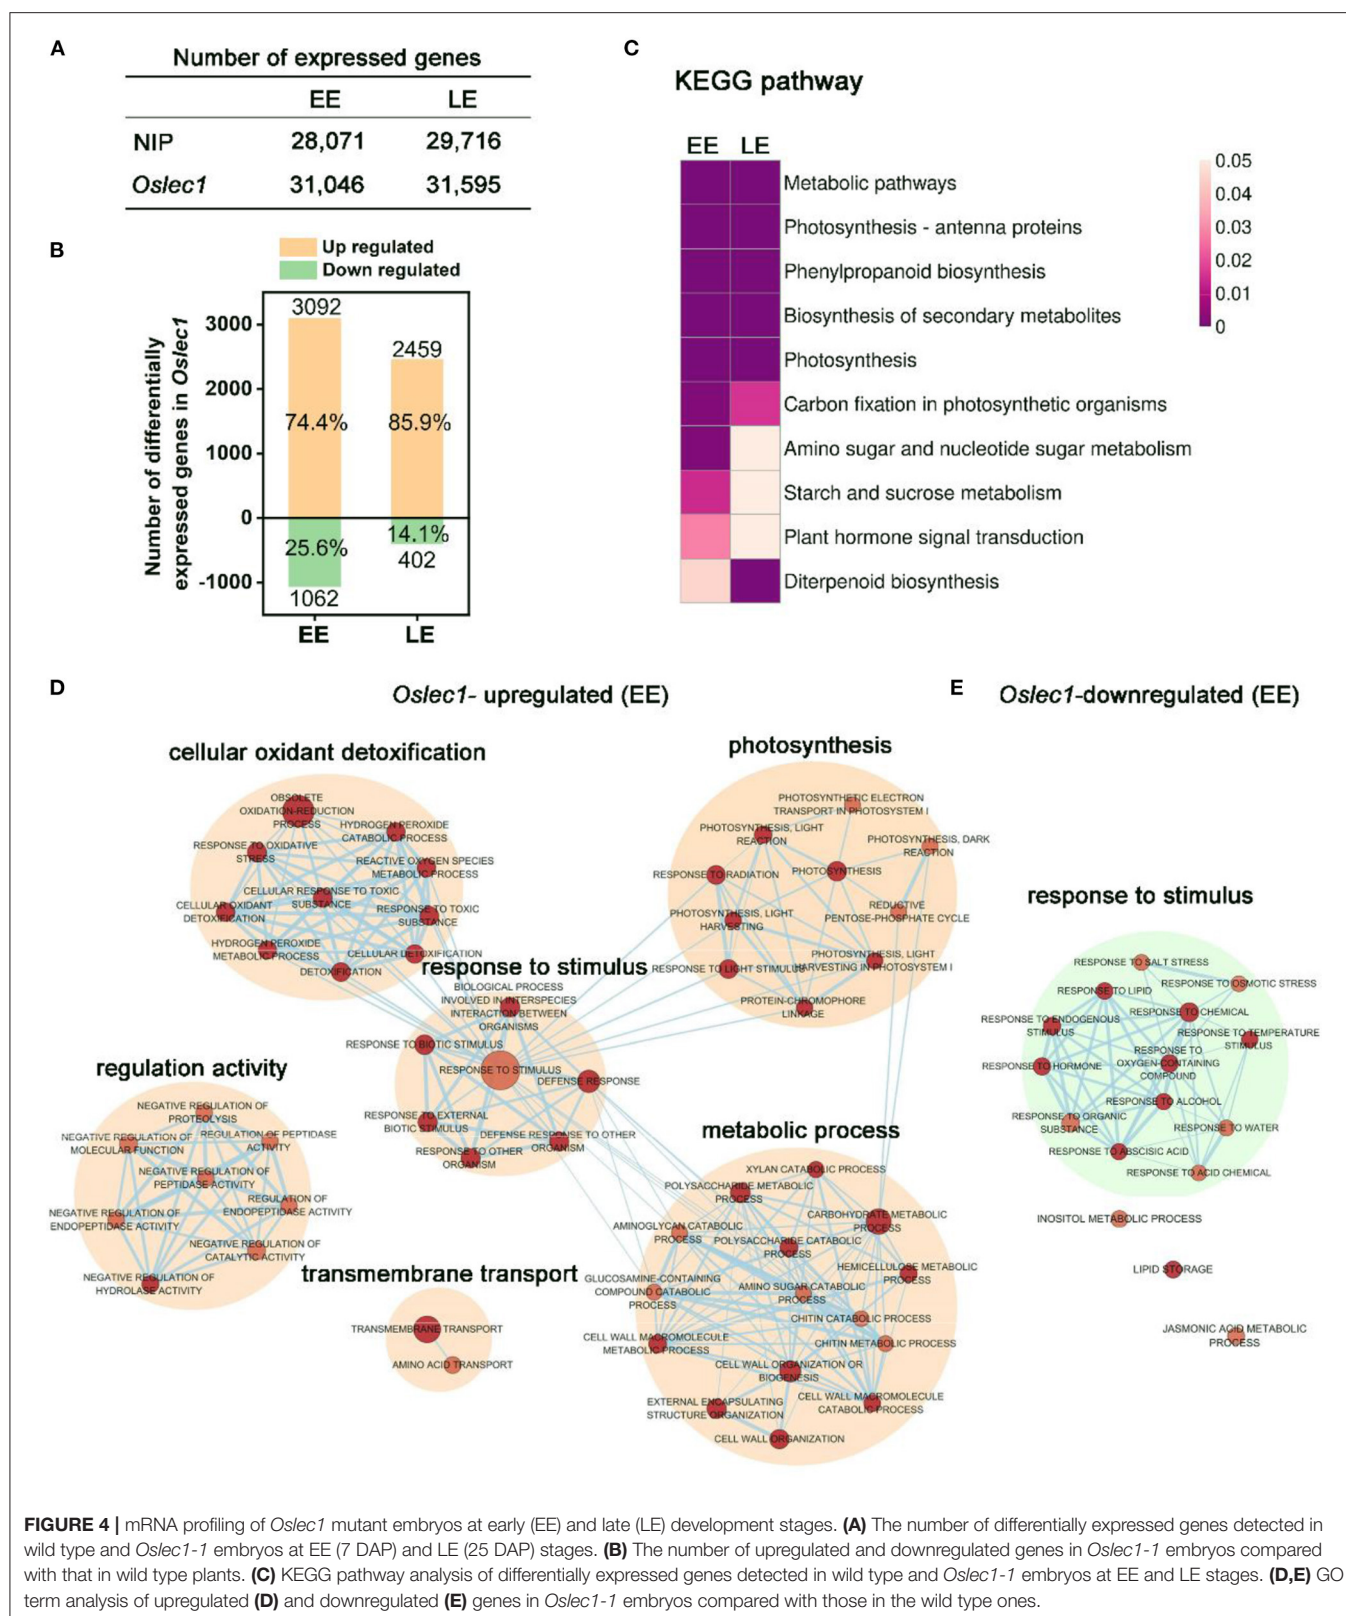 A
Number of expressed genes
EE LE
NIP 28,071 29,716
Oslec1 31,046 31,595
B
Up regulated
Down regulated
Number of differentially
expressed genes in Oslec1
3000
2000
1000
0
-1000
3092
2459
74.4%
85.9%
25.6%
14.1%
402
1062
EE LE
C
KEGG pathway
EE LE
Metabolic pathways
Photosynthesis - antenna proteins
Phenylpropanoid biosynthesis
Biosynthesis of secondary metabolites
Photosynthesis
Carbon fixation in photosynthetic organisms
Amino sugar and nucleotide sugar metabolism
Starch and sucrose metabolism
Plant hormone signal transduction
Diterpenoid biosynthesis
0.05
0.04
0.03
0.02
0.01
0
D
Oslec1- upregulated (EE)
cellular oxidant detoxification
OBSOLETE
OXIDATION-REDUCTION
PROCESS
HYDROGEN PEROXIDE
CATABOLIC PROCESS
RESPONSE TO OXIDATIVE
STRESS
REACTIVE OXYGEN SPECIES
METABOLIC PROCESS
CELLULAR RESPONSE TO TOXIC
SUBSTANCE
CELLULAR OXIDANT
DETOXIFICATION
RESPONSE TO TOXIC
SUBSTANCE
HYDROGEN PEROXIDE
METABOLIC PROCESS
CELLULAR DETOXIFICATION
DETOXIFICATION
photosynthesis
PHOTOSYNTHETIC ELECTRON
TRANSPORT IN PHOTOSYSTEM I
PHOTOSYNTHESIS, LIGHT
REACTION
PHOTOSYNTHESIS, DARK
REACTION
RESPONSE TO RADIATION
PHOTOSYNTHESIS
REDUCTIVE
PENTOSE-PHOSPHATE CYCLE
PHOTOSYNTHESIS, LIGHT
HARVESTING
PHOTOSYNTHESIS, LIGHT
HARVESTING IN PHOTOSYSTEM I
RESPONSE TO LIGHT STIMULUS
PROTEIN-CHROMOPHORE
LINKAGE
response to stimulus
BIOLOGICAL PROCESS
INVOLVED IN INTERSPECIES
INTERACTION BETWEEN
ORGANISMS
RESPONSE TO BIOTIC STIMULUS
RESPONSE TO STIMULUS
DEFENSE RESPONSE
RESPONSE TO EXTERNAL
BIOTIC STIMULUS
DEFENSE RESPONSE TO OTHER
ORGANISM
RESPONSE TO OTHER
ORGANISM
regulation activity
NEGATIVE REGULATION OF
PROTEOLYSIS
NEGATIVE REGULATION OF
MOLECULAR FUNCTION
REGULATION OF PEPTIDASE
ACTIVITY
NEGATIVE REGULATION OF
PEPTIDASE ACTIVITY
REGULATION OF
ENDOPEPTIDASE ACTIVITY
NEGATIVE REGULATION OF
ENDOPEPTIDASE ACTIVITY
NEGATIVE REGULATION OF
CATALYTIC ACTIVITY
NEGATIVE REGULATION OF
HYDROLASE ACTIVITY
transmembrane transport
TRANSMEMBRANE TRANSPORT
AMINO ACID TRANSPORT
metabolic process
XYLAN CATABOLIC PROCESS
POLYSACCHARIDE METABOLIC
PROCESS
CARBOHYDRATE METABOLIC
PROCESS
AMINOGLYCAN CATABOLIC
PROCESS
POLYSACCHARIDE CATABOLIC
PROCESS
HEMICELLULOSE METABOLIC
PROCESS
GLUCOSAMINE-CONTAINING
COMPOUND CATABOLIC
PROCESS
AMINO SUGAR CATABOLIC
PROCESS
CHITIN CATABOLIC PROCESS
CELL WALL MACROMOLECULE
METABOLIC PROCESS
CHITIN METABOLIC PROCESS
CELL WALL ORGANIZATION OR
BIOGENESIS
EXTERNAL ENCAPSULATING
STRUCTURE ORGANIZATION
CELL WALL MACROMOLECULE
CATABOLIC PROCESS
CELL WALL ORGANIZATION
E
Oslec1-downregulated (EE)
response to stimulus
RESPONSE TO SALT STRESS
RESPONSE TO OSMOTIC STRESS
RESPONSE TO LIPID
RESPONSE TO CHEMICAL
RESPONSE TO ENDOGENOUS
STIMULUS
RESPONSE TO TEMPERATURE
STIMULUS
RESPONSE TO
OXYGEN-CONTAINING
COMPOUND
RESPONSE TO HORMONE
RESPONSE TO ALCOHOL
RESPONSE TO ORGANIC
SUBSTANCE
RESPONSE TO WATER
RESPONSE TO ABSCISIC ACID
RESPONSE TO ACID CHEMICAL
INOSITOL METABOLIC PROCESS
LIPID STORAGE
JASMONIC ACID METABOLIC
PROCESS
FIGURE 4 | mRNA profiling of Oslec1 mutant embryos at early (EE) and late (LE) development stages. (A) The number of differentially expressed genes detected in
wild type and Oslec1-1 embryos at EE (7 DAP) and LE (25 DAP) stages. (B) The number of upregulated and downregulated genes in Oslec1-1 embryos compared
with that in wild type plants. (C) KEGG pathway analysis of differentially expressed genes detected in wild type and Oslec1-1 embryos at EE and LE stages. (D,E) GO
term analysis of upregulated (D) and downregulated (E) genes in Oslec1-1 embryos compared with those in the wild type ones.